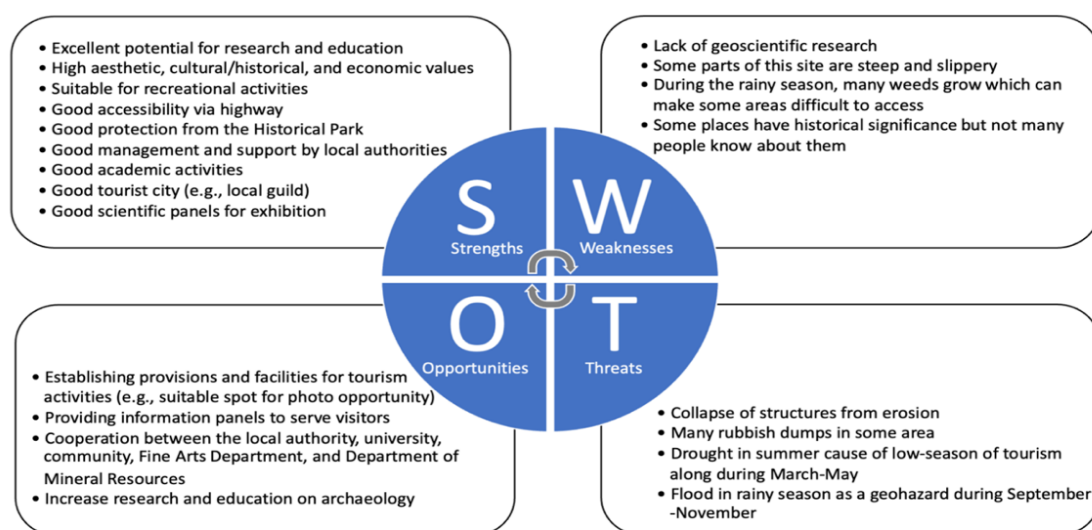 • Excellent potential for research and education
• High aesthetic, cultural/historical, and economic values
• Suitable for recreational activities
• Good accessibility via highway
• Good protection from the Historical Park
• Good management and support by local authorities
• Good academic activities
• Good tourist city (e.g., local guild)
• Good scientific panels for exhibition
• Lack of geoscientific research
• Some parts of this site are steep and slippery
• During the rainy season, many weeds grow which can
make some areas difficult to access
• Some places have historical significance but not many
people know about them
S
Strengths
W
Weaknesses
O
Opportunities
T
Threats
• Establishing provisions and facilities for tourism
activities (e.g., suitable spot for photo opportunity)
• Providing information panels to serve visitors
• Cooperation between the local authority, university,
community, Fine Arts Department, and Department of
Mineral Resources
• Increase research and education on archaeology
• Collapse of structures from erosion
• Many rubbish dumps in some area
• Drought in summer cause of low-season of tourism
along during March-May
• Flood in rainy season as a geohazard during September
-November